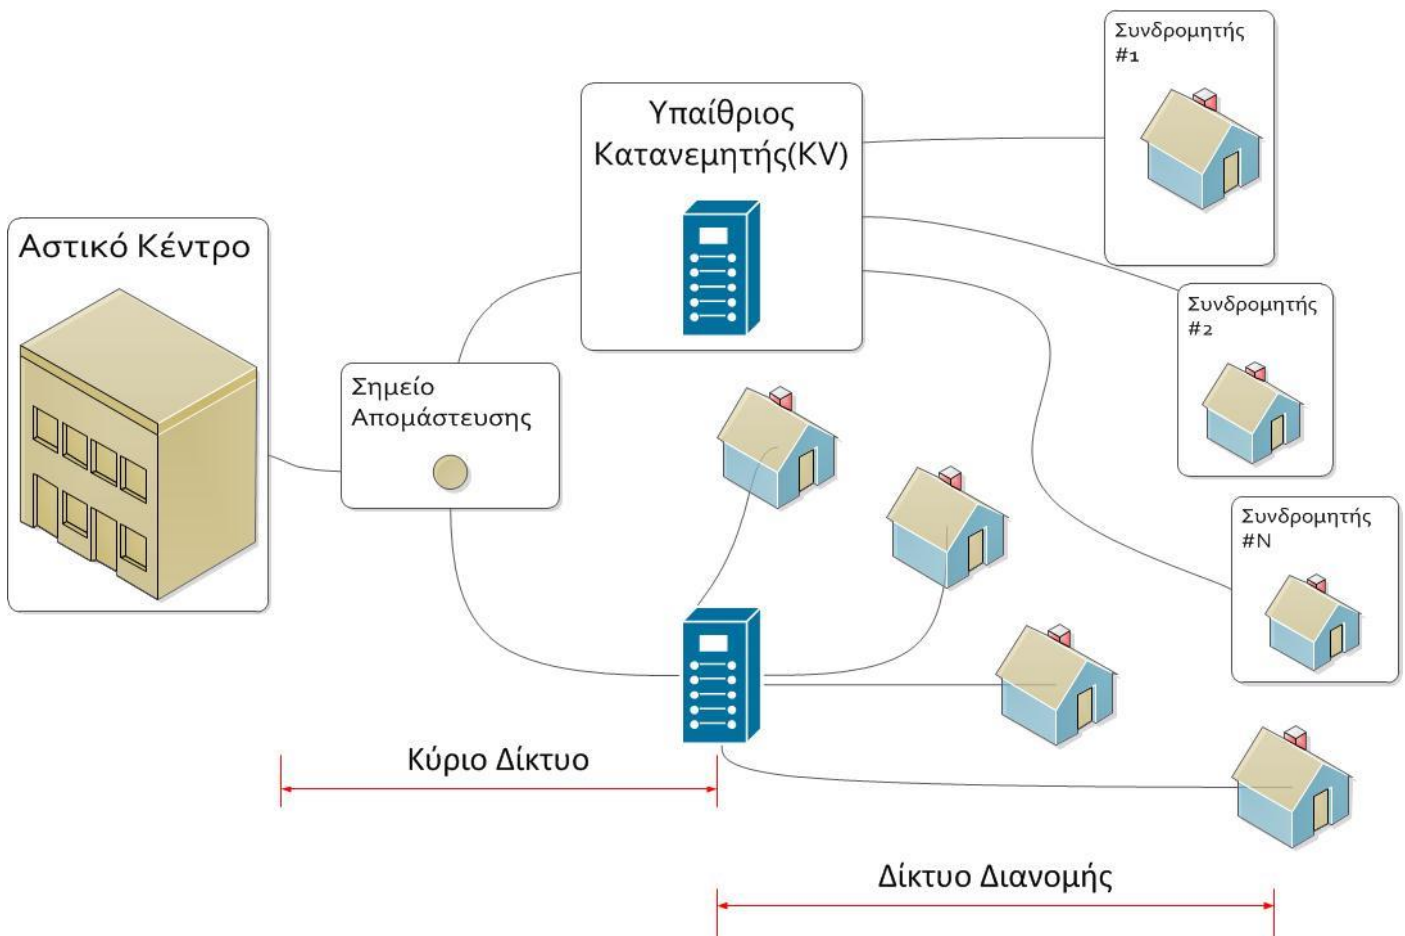 Συνδρομητής
#1
Υπαίθριος
Κατανεμητής(KV)
Αστικό Κέντρο
Συνδρομητής
#2
Σημείο
Απομάστευσης
Συνδρομητής
#N
Κύριο Δίκτυο
Δίκτυο Διανομής